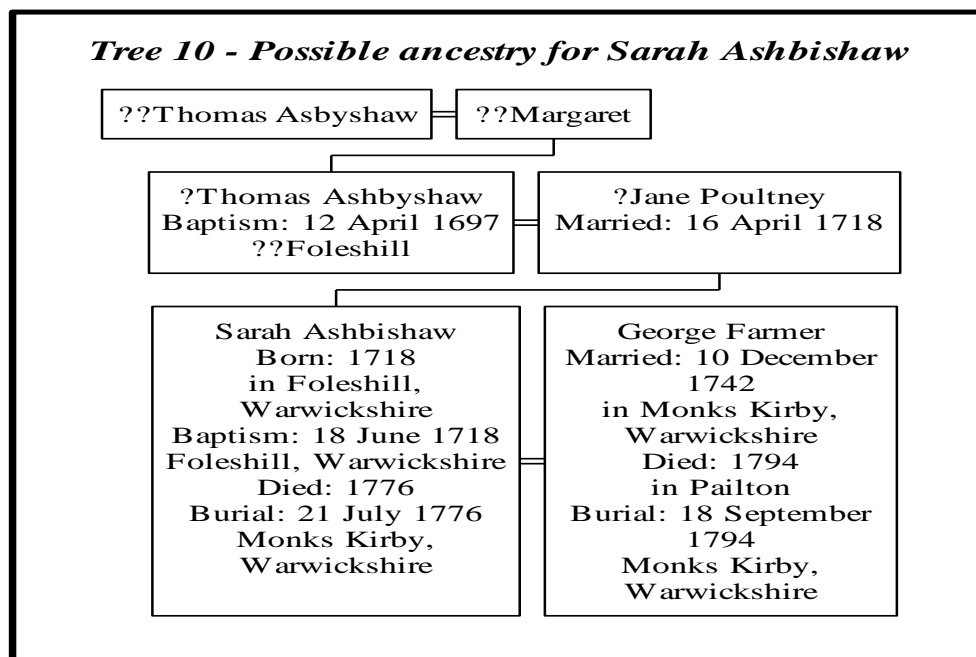 Tree 10 - Possible ancestry for Sarah Ashbishaw
??Thomas Asbyshaw
??Margaret
?Thomas Ashbyshaw
Baptism: 12 April 1697
??Foleshill
?Jane Poultney
Married: 16 April 1718
Sarah Ashbishaw
Born: 1718
in Foleshill,
Warwickshire
Baptism: 18 June 1718
Foleshill, Warwickshire
Died: 1776
Burial: 21 July 1776
Monks Kirby,
Warwickshire
George Farmer
Married: 10 December
1742
in Monks Kirby,
Warwickshire
Died: 1794
in Pailton
Burial: 18 September
1794
Monks Kirby,
Warwickshire